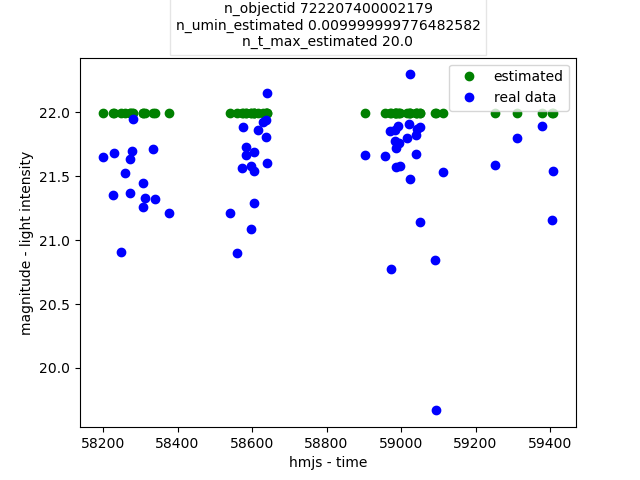 n_objectid 722207400002179
n_umin_estimated 0.009999999776482582
n_t_max_estimated 20.0
estimated
real data
magnitude - light intensity
22.0
21.5
21.0
20.5
20.0
58200 58400 58600 58800 59000 59200 59400
hmjs - time